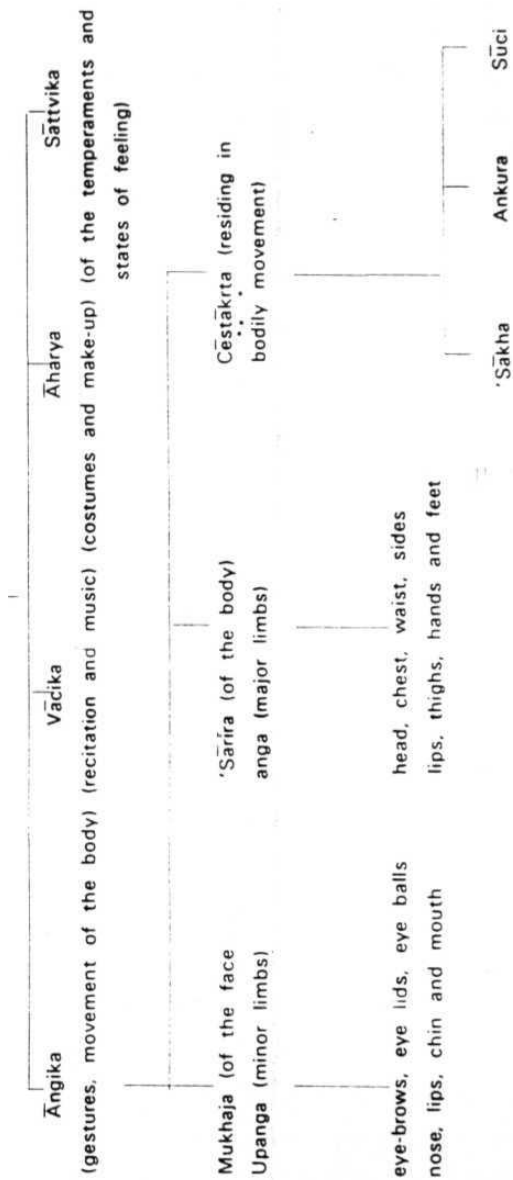 Āngika Vācika Āharya Sāttvika
(gestures, movement of the body) (recitation and music) (costumes and make-up) (of the temperaments and
states of feeling)
Mukhaja (of the face 'Sārīra (of the body) Cēstākrta (residing in
Upanga (minor limbs) anga (major limbs) bodily movement)
eye-brows, eye lids, eye balls head, chest, waist, sides
nose, lips, chin and mouth lips, thighs, hands and feet
'Sākha Ankura Sūci